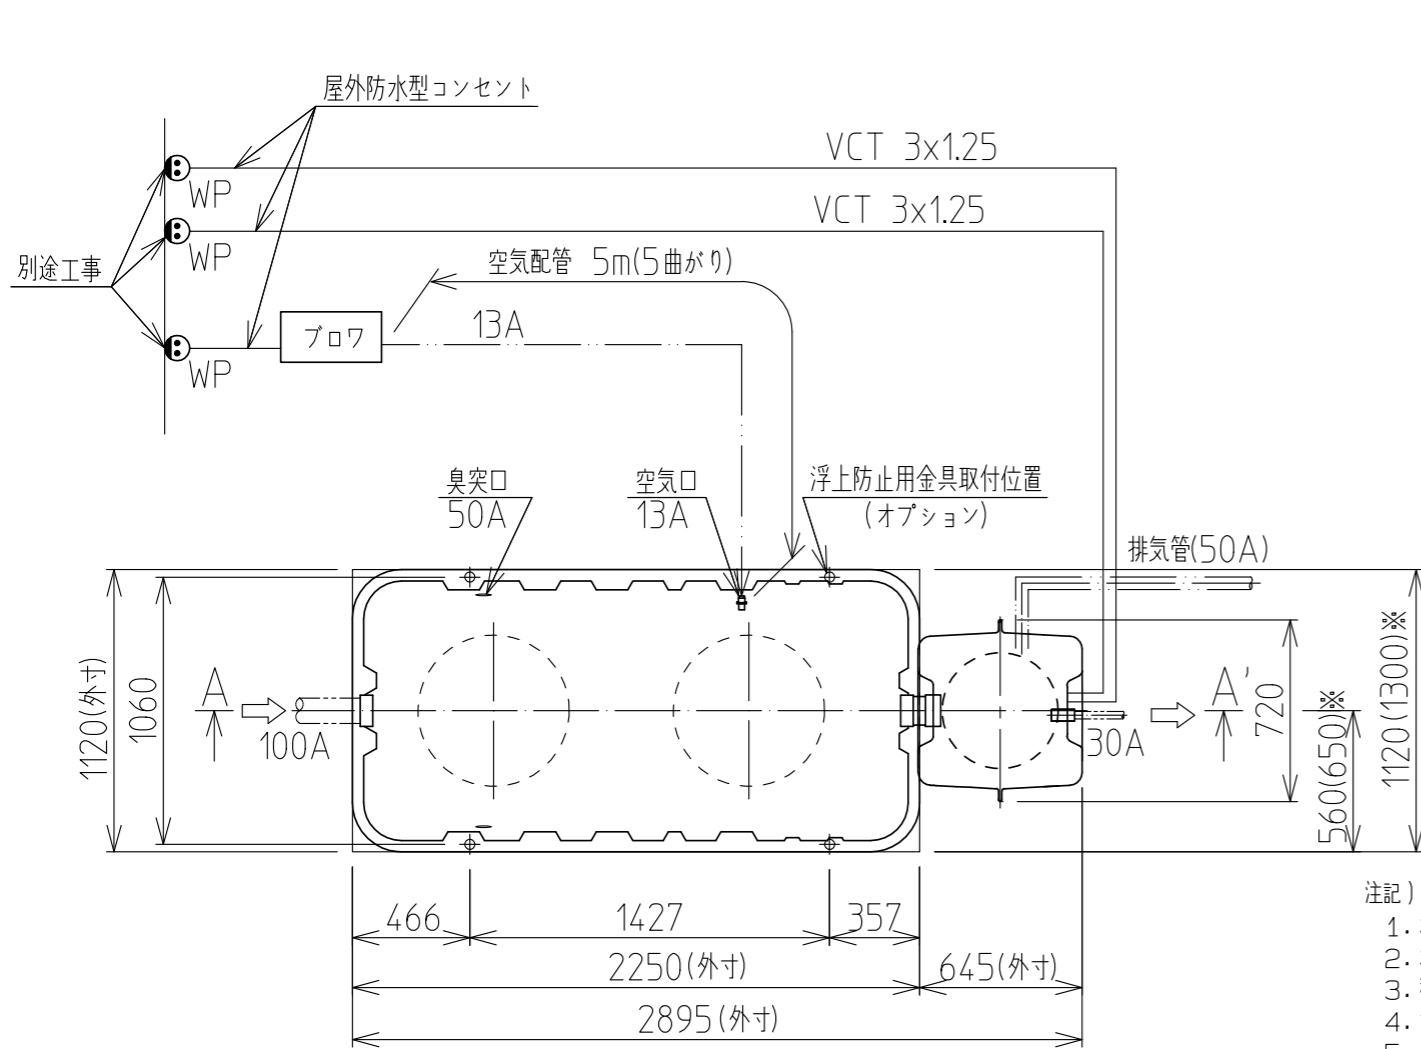 屋外防水型コンセント
VCT 3x1.25
WP
VCT 3x1.25
WP
別途工事
空気配管 5m(5曲がり)
ブロワ
13A
WP
臭突口
50A
空気口
13A
浮上防止用金具取付位置
(オプション)
排気管(50A)
1120(外寸)
1060
A
100A
30A
A'
720
560(650)※
1120(1300)※
466
1427
357
2250(外寸)
645(外寸)
2895(外寸)
注記)
1.
2.
3.
4.